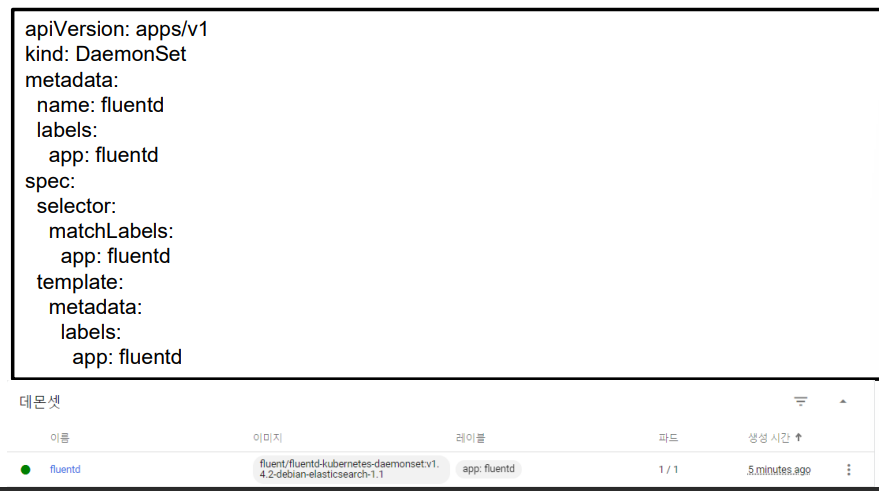 apiVersion: apps/v1
kind: DaemonSet
metadata:
  name: fluentd
  labels:
    app: fluentd
spec:
  selector:
    matchLabels:
      app: fluentd
  template:
    metadata:
      labels:
        app: fluentd
데몬셋
이름 이미지 레이블 파드 생성 시간 ↑
fluentd fluent/fluentd-kubernetes-daemonset:v1. app: fluentd 1 / 1 5 minutes ago
4.2-debian-elasticsearch-1.1